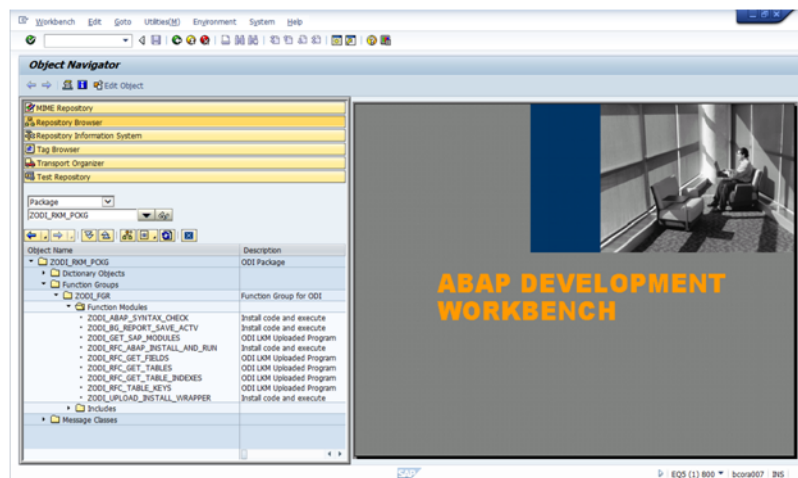 Workbench Edit Goto Utilities(M) Environment System Help
Object Navigator
Edit Object
MIME Repository
Repository Browser
Repository Information System
Tag Browser
Transport Organizer
Test Repository
Package
ZODI_RKM_PCKG
Object Name Description
ZODI_RKM_PCKG ODI Package
Dictionary Objects
Function Groups
ZODI_FGR Function Group for ODI
Function Modules
ZODI_ABAP_SYNTAX_CHECK Install code and execute
ZODI_BG_REPORT_SAVE_ACTV Install code and execute
ZODI_GET_SAP_MODULES ODI LKM Uploaded Program
ZODI_RFC_ABAP_INSTALL_AND_RUN Install code and execute
ZODI_RFC_GET_FIELDS ODI LKM Uploaded Program
ZODI_RFC_GET_TABLES ODI LKM Uploaded Program
ZODI_RFC_GET_TABLE_INDEXES ODI LKM Uploaded Program
ZODI_RFC_TABLE_KEYS ODI LKM Uploaded Program
ZODI_UPLOAD_INSTALL_WRAPPER Install code and execute
Includes
Message Classes
ABAP DEVELOPMENT
WORKBENCH
SAP
EQ5 (1) 800 bcora007 INS